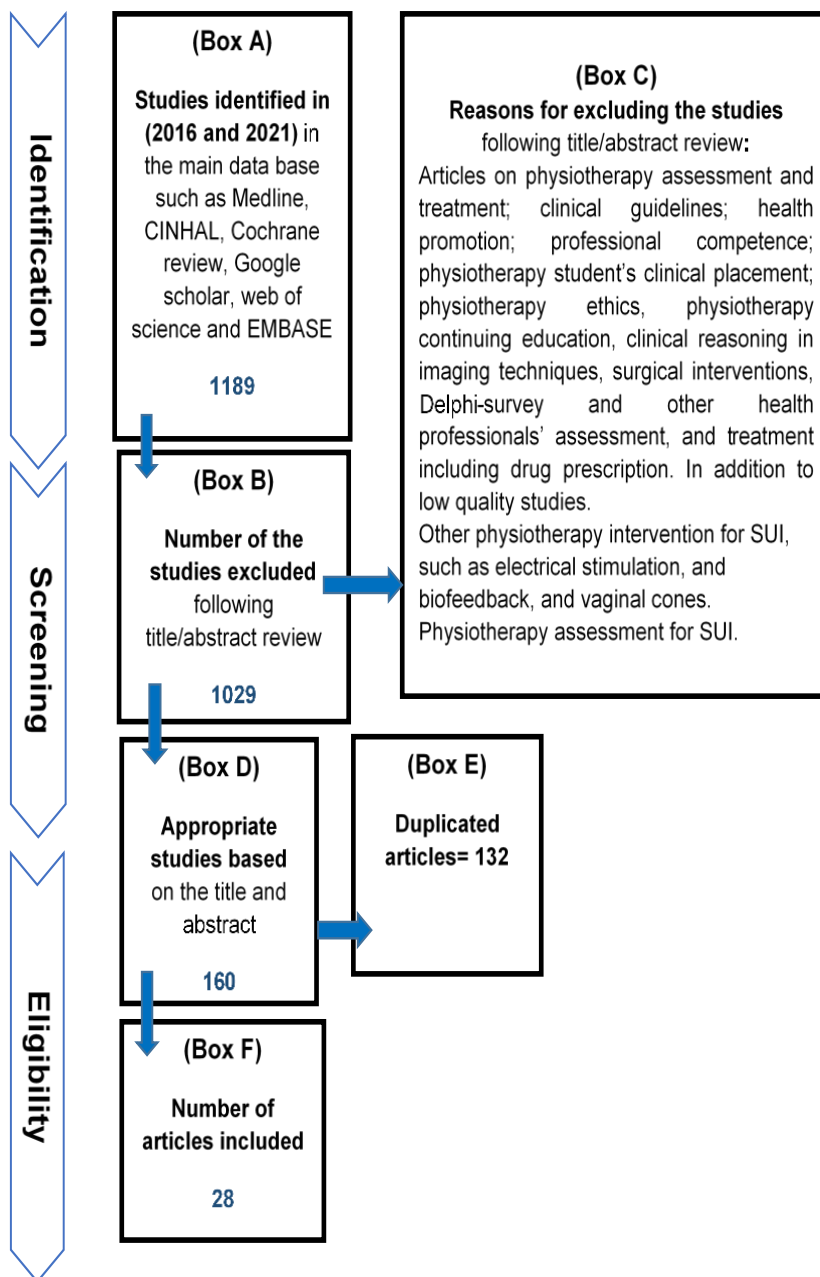 Identification
(Box A)
Studies identified in
(2016 and 2021) in
the main data base
such as Medline,
CINHAL, Cochrane
review, Google
scholar, web of
science and EMBASE
1189
(Box C)
Reasons for excluding the studies
following title/abstract review:
Articles on physiotherapy assessment and
treatment; clinical guidelines; health
promotion; professional competence;
physiotherapy student’s clinical placement;
physiotherapy ethics, physiotherapy
continuing education, clinical reasoning in
imaging techniques, surgical interventions,
Delphi-survey and other health
professionals’ assessment, and treatment
including drug prescription. In addition to
low quality studies.
Other physiotherapy intervention for SUI,
such as electrical stimulation, and
biofeedback, and vaginal cones.
Physiotherapy assessment for SUI.
Screening
(Box B)
Number of the
studies excluded
following
title/abstract review
1029
(Box D)
Appropriate
studies based
on the title and
abstract
160
(Box E)
Duplicated
articles= 132
Eligibility
(Box F)
Number of
articles included
28